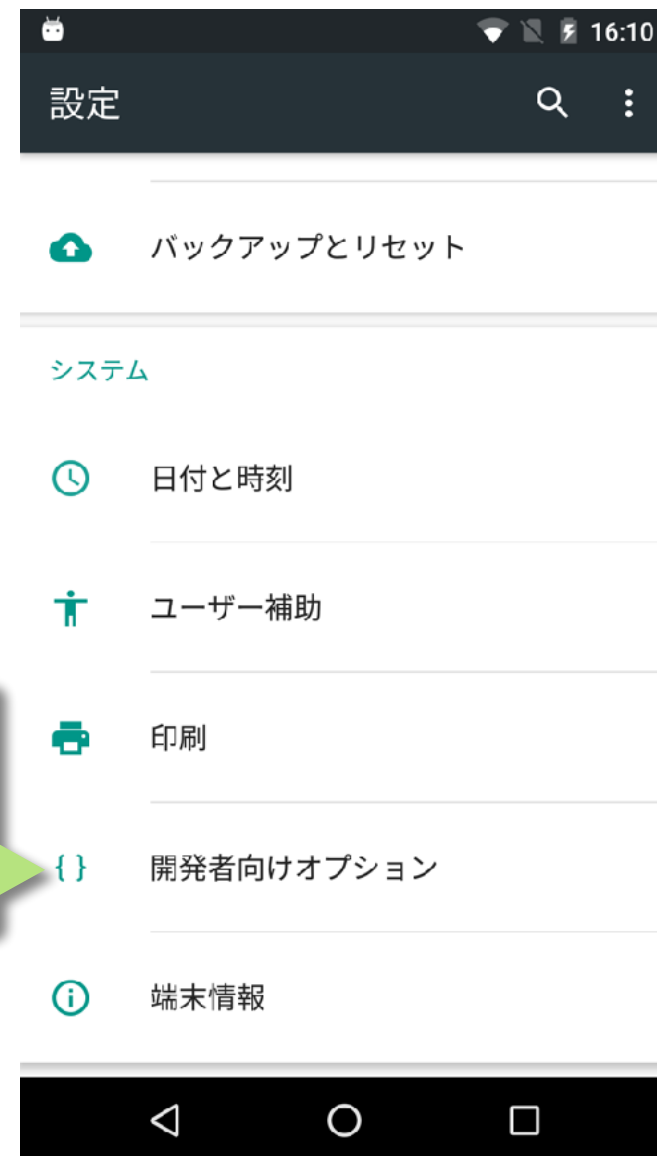 16:10
設定
バックアップとリセット
システム
日付と時刻
ユーザー補助
印刷
{ } 開発者向けオプション
端末情報